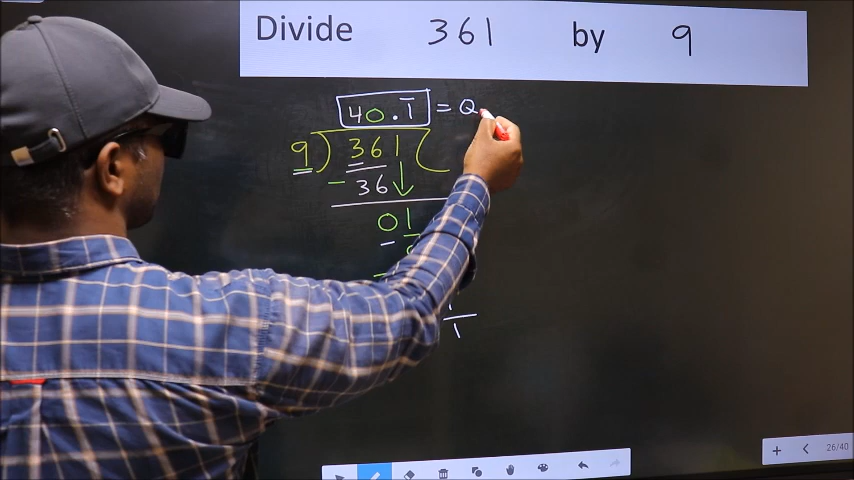 Divide 361 by 9
40.1̅ = Q
9 ) 361 (
- 36
01
-
1
26/40